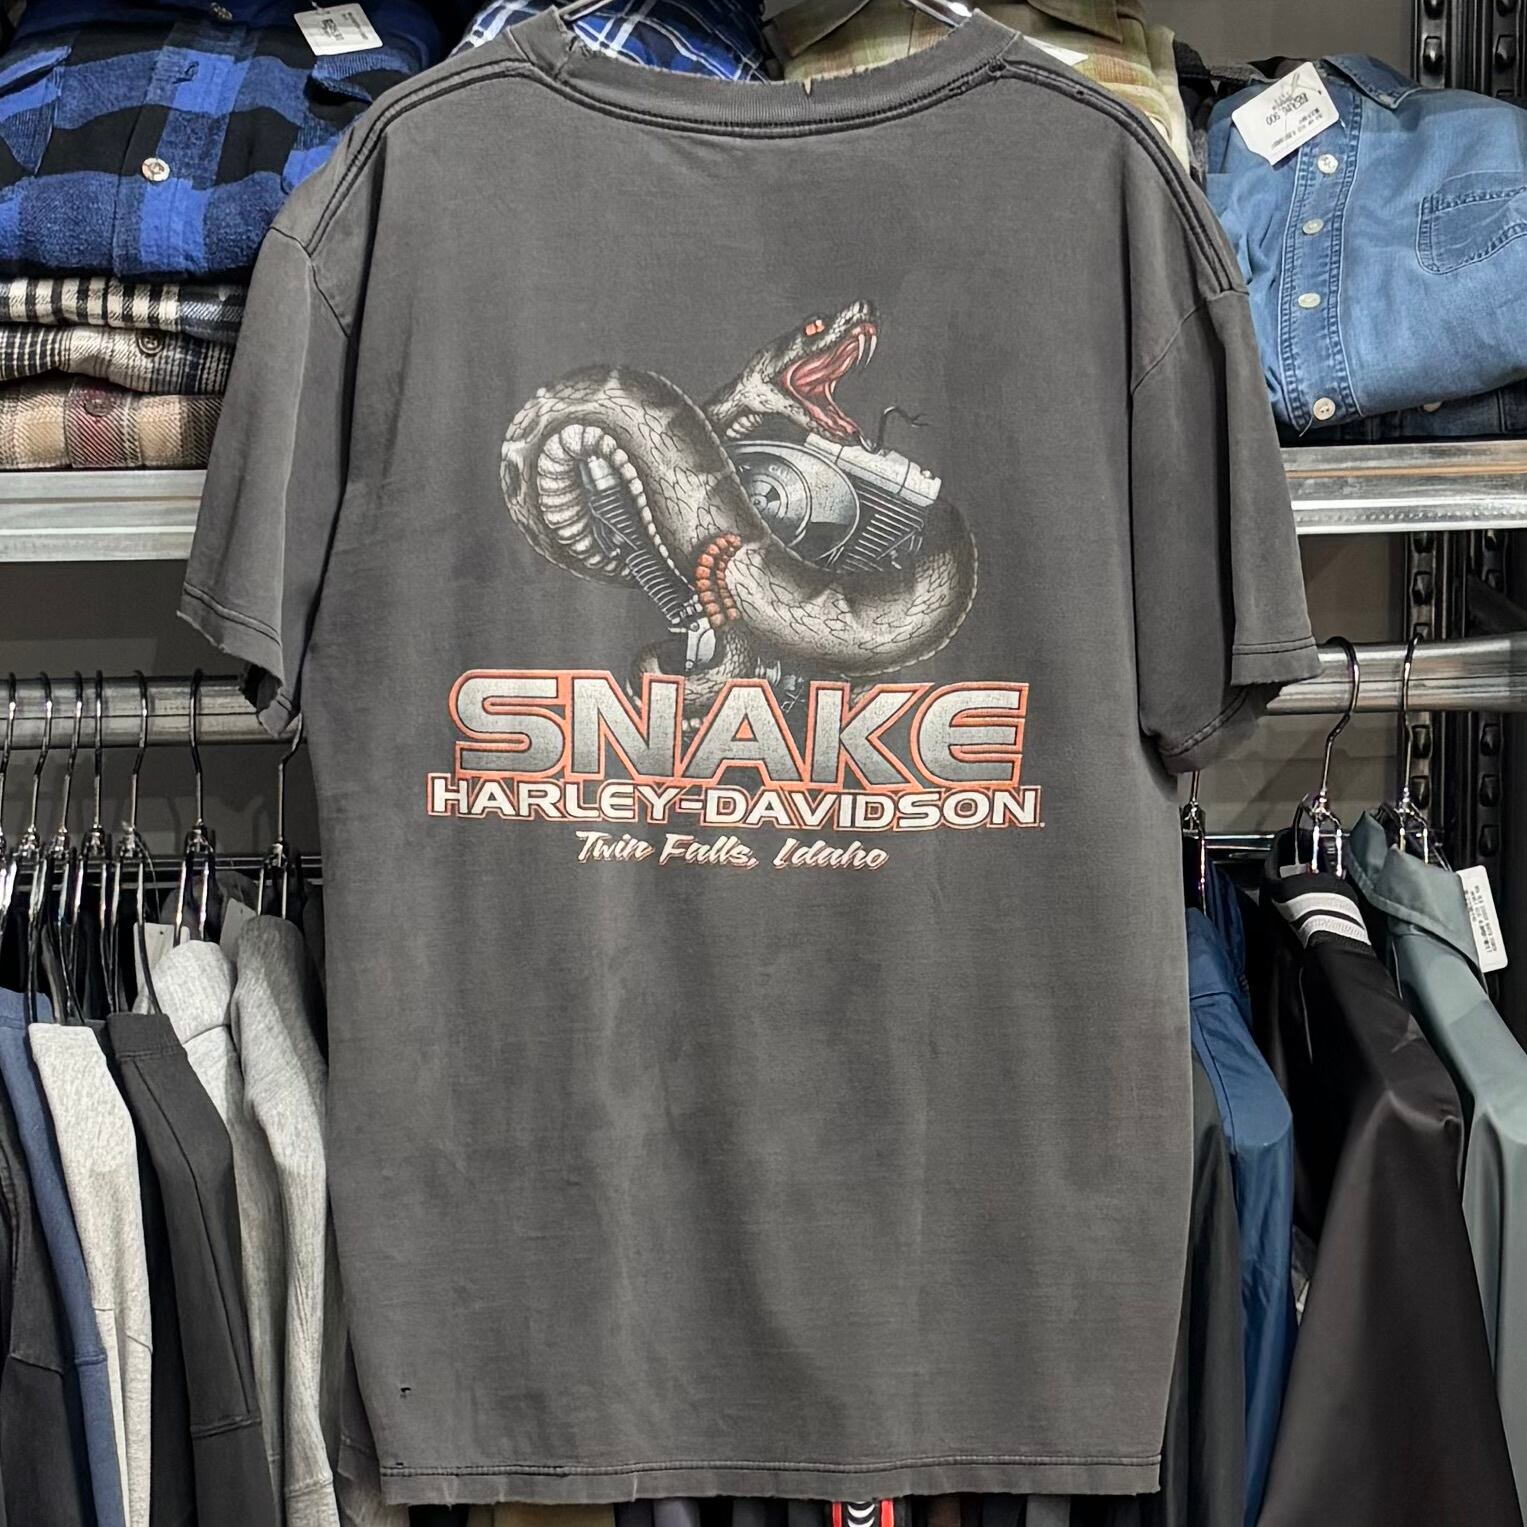 SNAKE
HARLEY-DAVIDSON
Twin Falls, Idaho